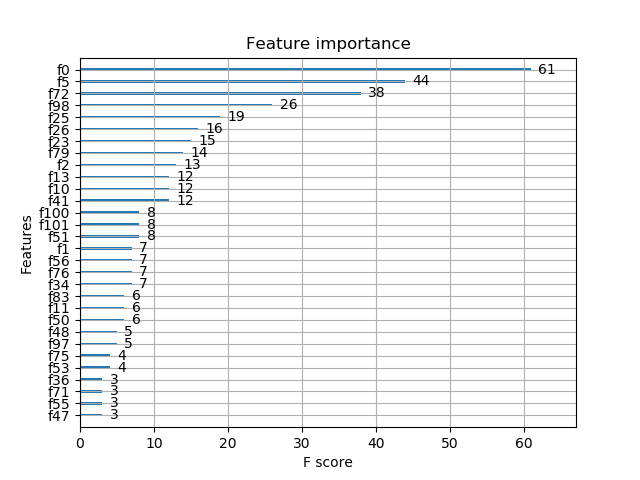 Feature importance
f0 61
f5 44
f72 38
f98 26
f25 19
f26 16
f23 15
f79 14
f2 13
f13 12
f10 12
f41 12
f100 8
f101 8
f51 8
f1 7
f56 7
f76 7
f34 7
f83 6
f11 6
f50 6
f48 5
f97 5
f75 4
f53 4
f36 3
f71 3
f55 3
f47 3
Features
0 10 20 30 40 50 60
F score